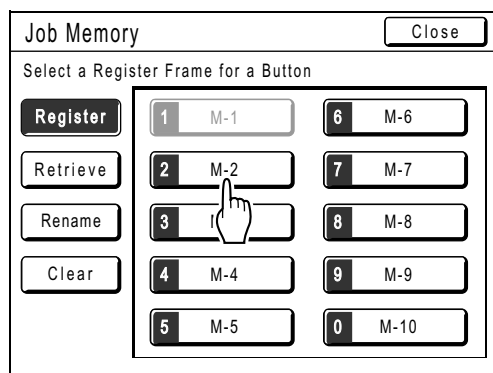 Job Memory Close
Select a Register Frame for a Button
Register 1 M-1 6 M-6
Retrieve 2 M-2 7 M-7
Rename 3 8 M-8
Clear 4 M-4 9 M-9
5 M-5 0 M-10